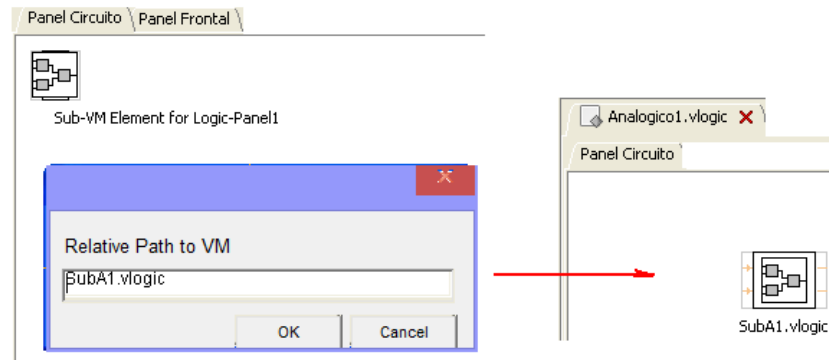 Panel Circuito Panel Frontal
Sub-VM Element for Logic-Panel1
Relative Path to VM
SubA1.vlogic
OK Cancel
Analogico1.vlogic
Panel Circuito
SubA1.vlogic